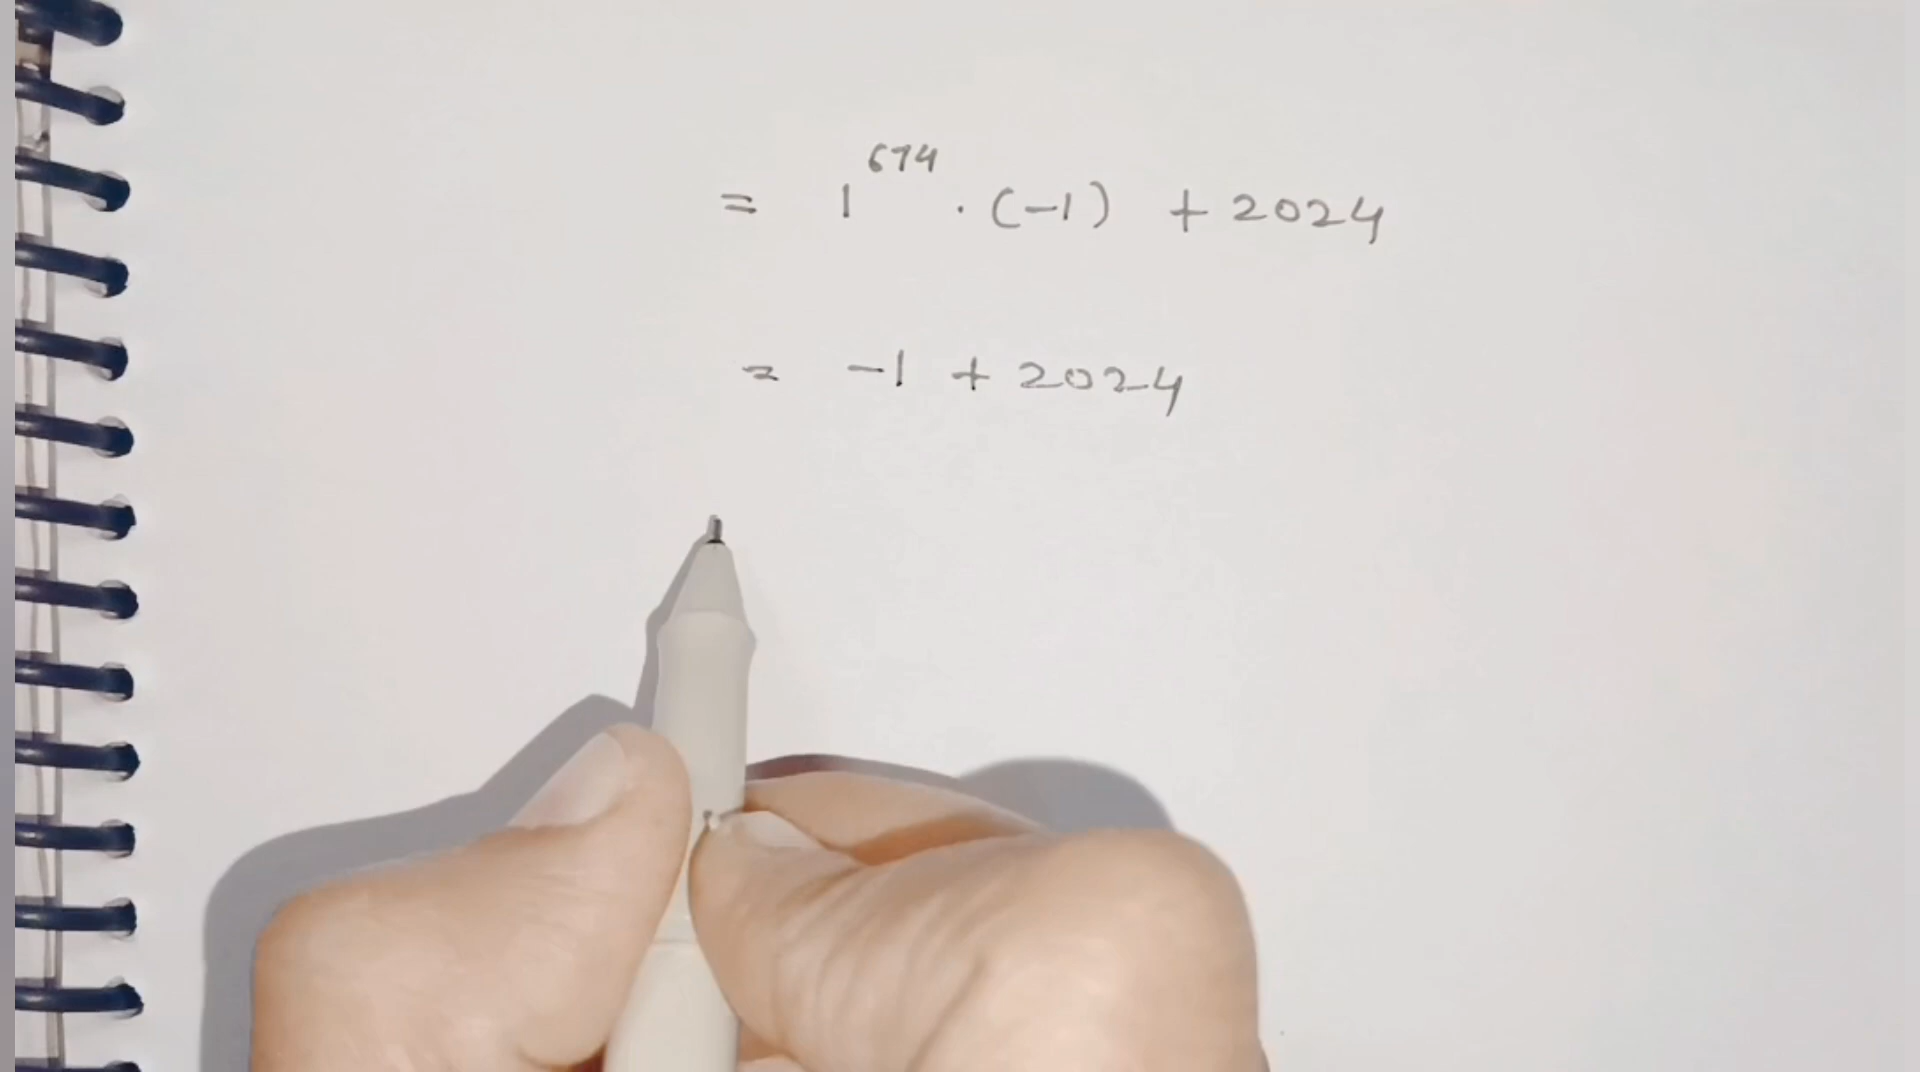 = 1^674 · (-1) + 2024
= -1 + 2024